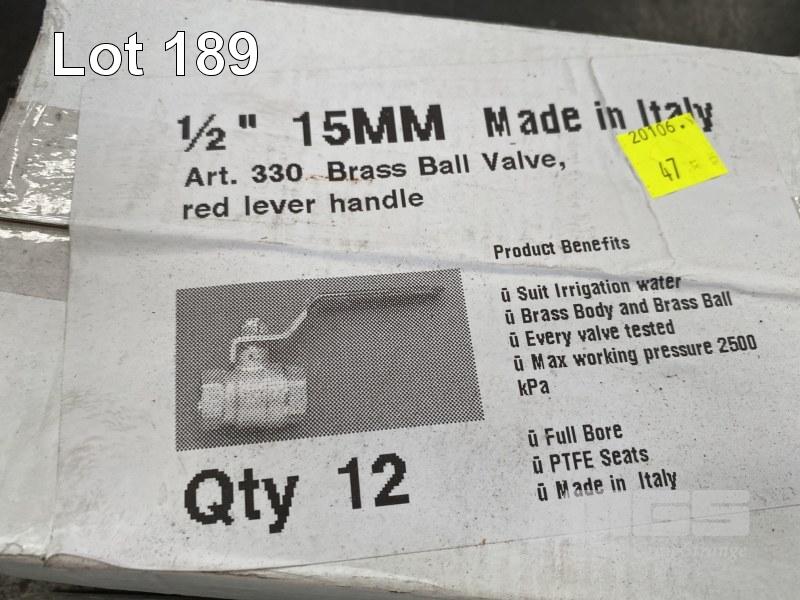 Lot 189
½" 15MM Made in Italy
20106.
47
Art. 330 Brass Ball Valve,
red lever handle
Product Benefits
ü Suit Irrigation water
ü Brass Body and Brass Ball
ü Every valve tested
ü Max working pressure 2500
kPa
ü Full Bore
ü PTFE Seats
ü Made in Italy
Qty 12